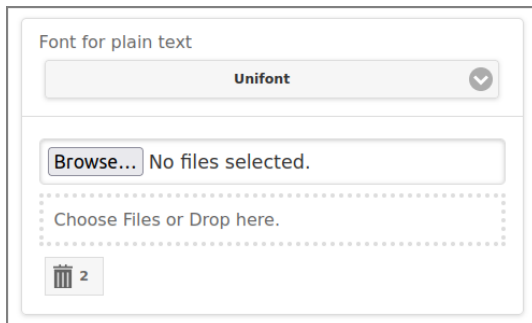 Font for plain text
Unifont
Browse... No files selected.
Choose Files or Drop here.
2